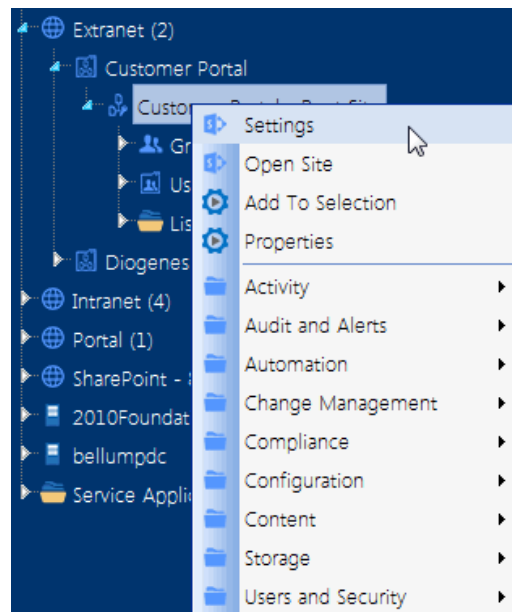 Extranet (2)
Customer Portal
Settings
Open Site
Add To Selection
Properties
Activity
Audit and Alerts
Automation
Change Management
Compliance
Configuration
Content
Storage
Users and Security
Diogenes
Intranet (4)
Portal (1)
SharePoint -
2010Foundat
bellumpdc
Service Appli